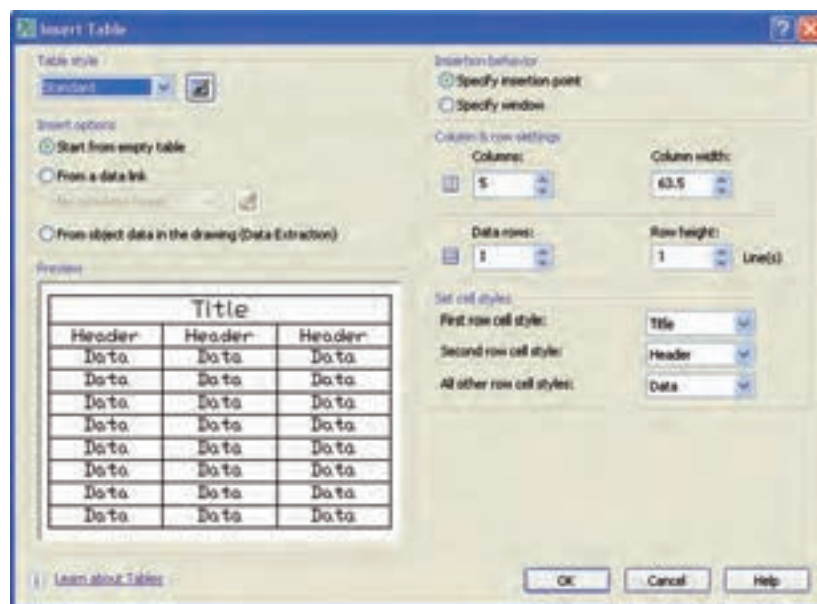 Insert Table
Table style
Standard
Insert options
Start from empty table
From a data link
From object data in the drawing (Data Extraction)
Preview
Title
Header Header Header
Data Data Data
Data Data Data
Data Data Data
Data Data Data
Data Data Data
Data Data Data
Data Data Data
Data Data Data
Learn about Tables
Insertion behavior
Specify insertion point
Specify window
Column & row settings
Columns: Column width:
5 63.5
Data rows: Row height:
1 1 Line(s)
Set cell styles
First row cell style: Title
Second row cell style: Header
All other row cell styles: Data
OK Cancel Help